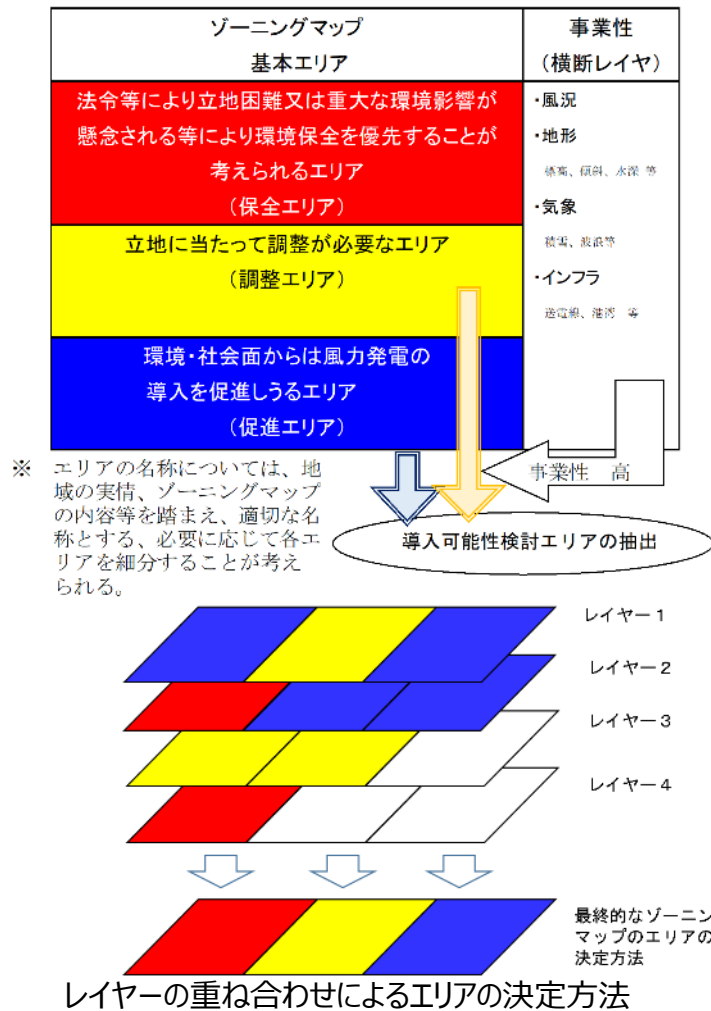 ゾーニングマップ
基本エリア
事業性
（横断レイヤ）
法令等により立地困難又は重大な環境影響が
懸念される等により環境保全を優先することが
考えられるエリア
（保全エリア）
立地に当たって調整が必要なエリア
（調整エリア）
環境・社会面からは風力発電の
導入を促進しうるエリア
（促進エリア）
・風況
・地形
標高、傾斜、水深 等
・気象
積雪、波浪等
・インフラ
送電線、港湾 等
事業性 高
導入可能性検討エリアの抽出
※ エリアの名称については、地
域の実情、ゾーニングマップ
の内容等を踏まえ、適切な名
称とする、必要に応じて各エ
リアを細分することが考え
られる。
レイヤー１
レイヤー２
レイヤー３
レイヤー４
最終的なゾーニン
マップのエリアの
決定方法
レイヤーの重ね合わせによるエリアの決定方法